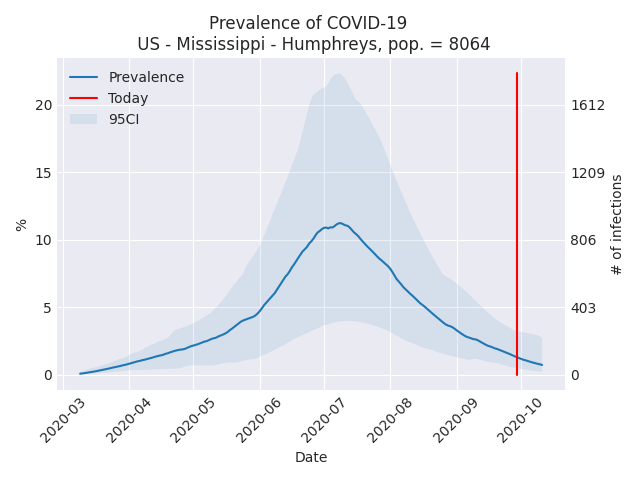 Prevalence of COVID-19
US - Mississippi - Humphreys, pop. = 8064
Prevalence
Today
95CI
20
15
10
5
0
%
1612
1209
806
403
0
# of infections
2020-03
2020-04
2020-05
2020-06
2020-07
2020-08
2020-09
2020-10
Date